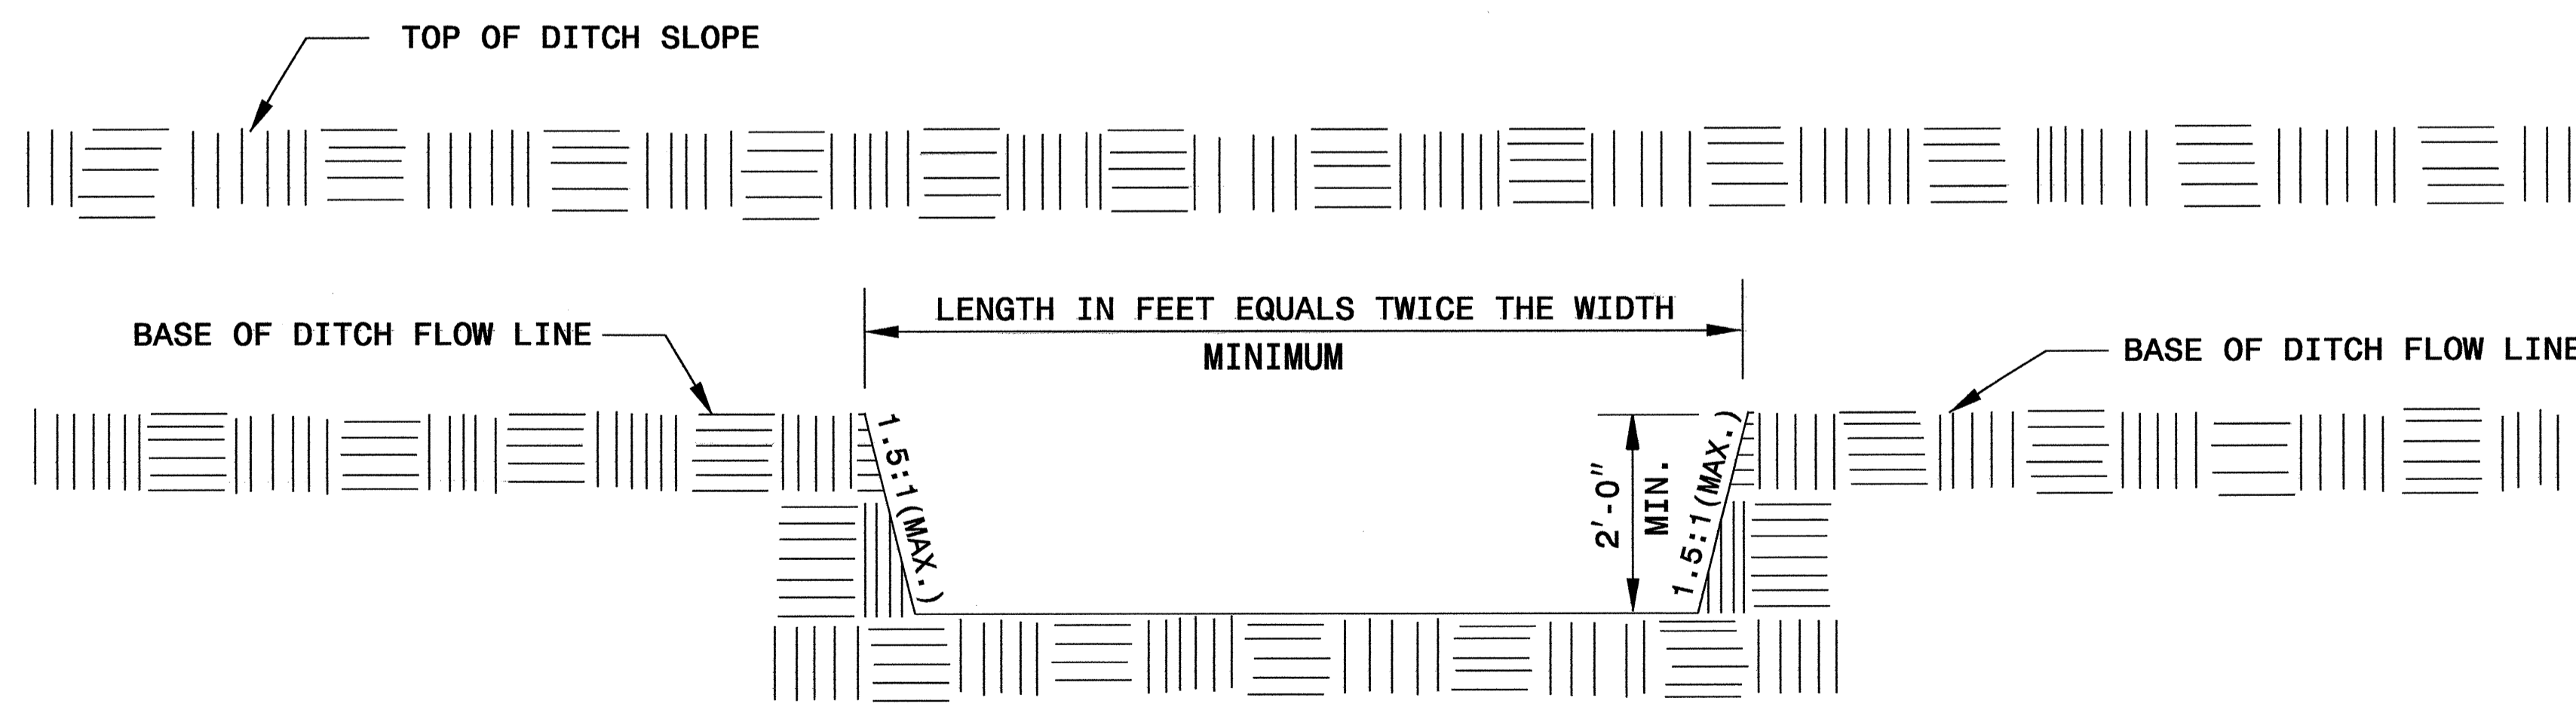 TOP OF DITCH SLOPE
LENGTH IN FEET EQUALS TWICE THE WIDTH
MINIMUM
BASE OF DITCH FLOW LINE
BASE OF DITCH FLOW LINE
1.5:1(MAX.)
2'-0"
MIN.
1.5:1(MAX.)